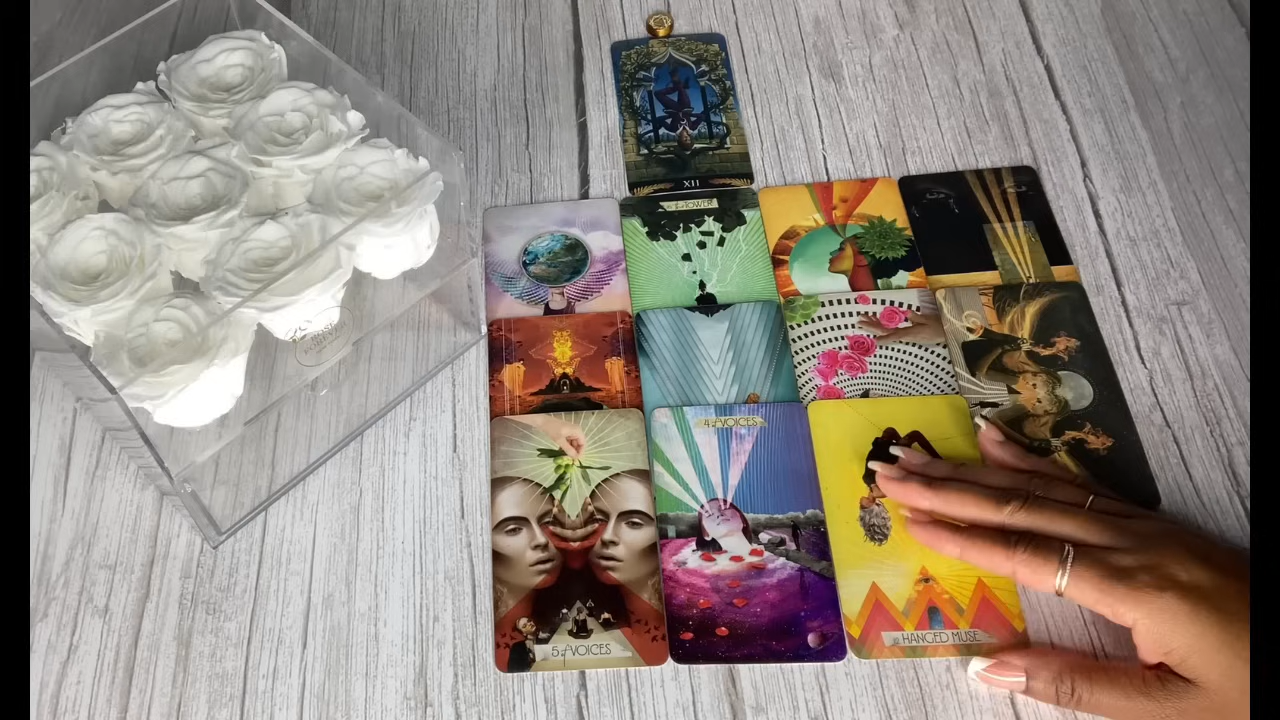 XII
THE TOWER
4 of VOICES
5 of VOICES
HANGED MUSE